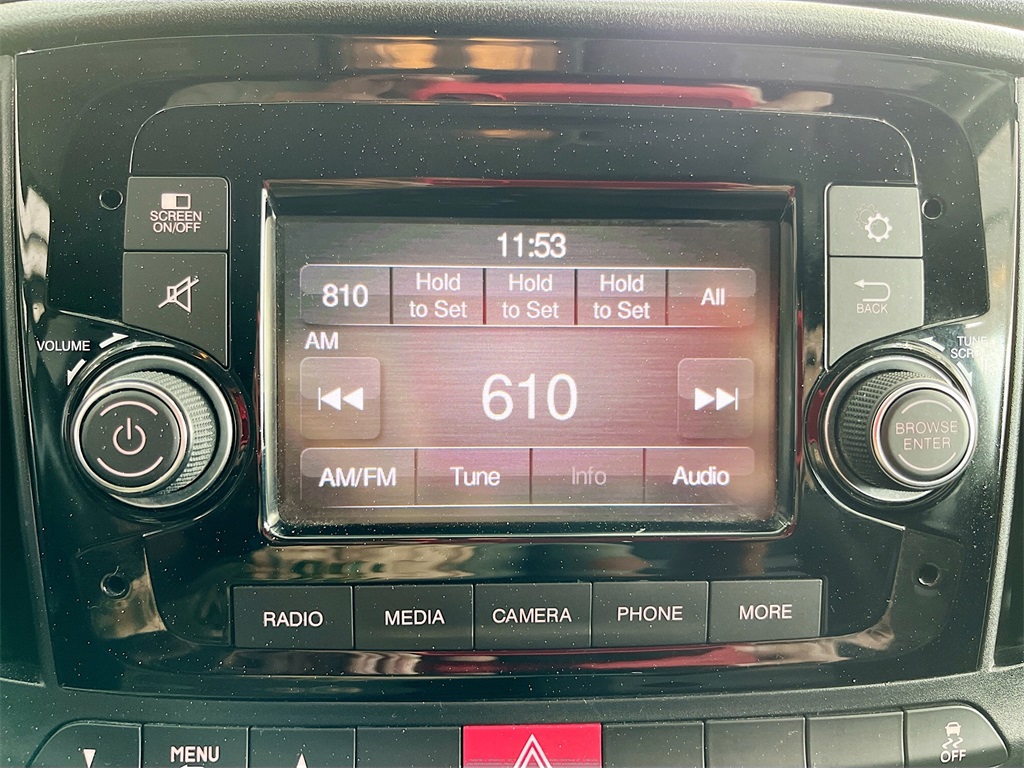 SCREEN
ON/OFF
11:53
810
Hold
to Set
Hold
to Set
Hold
to Set
All
BACK
VOLUME
AM
TUNE
610
BROWSE
ENTER
AM/FM
Tune
Info
Audio
RADIO
MEDIA
CAMERA
PHONE
MORE
MENU
OFF